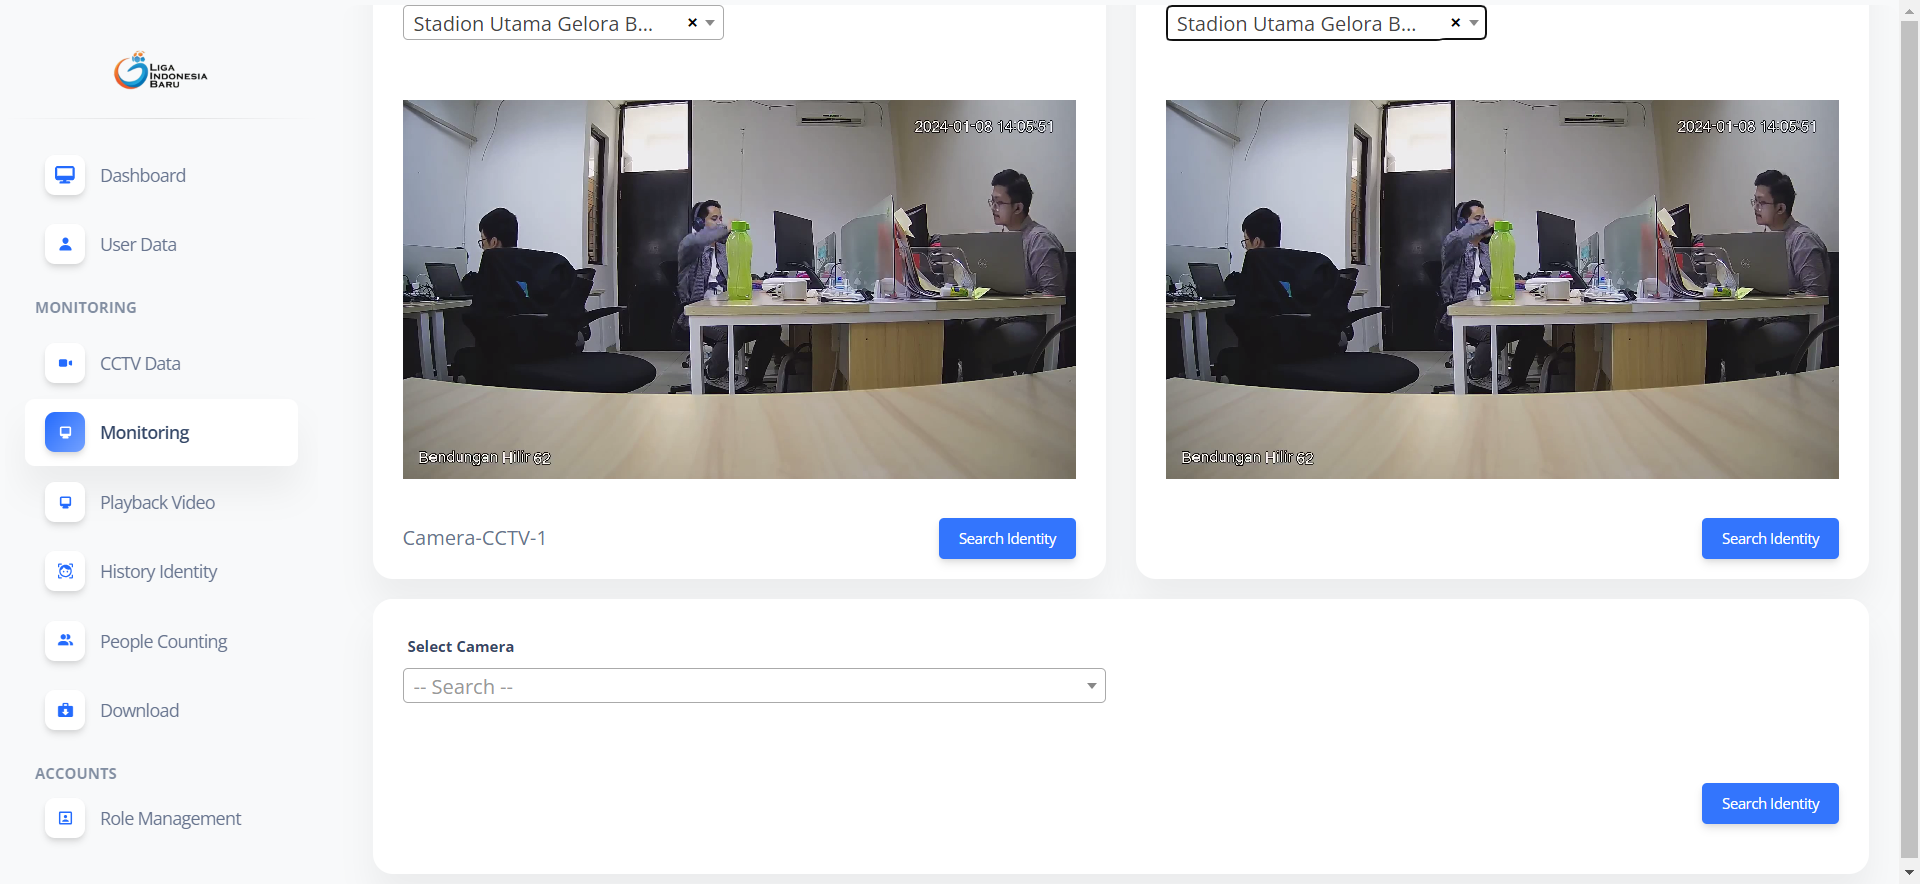 LIGA
INDONESIA
BARU
Dashboard
User Data
MONITORING
CCTV Data
Monitoring
Playback Video
History Identity
People Counting
Download
ACCOUNTS
Role Management
Stadion Utama Gelora B... ×
2024-01-08 14:05:51
Bendungan Hilir 62
Camera-CCTV-1
Search Identity
Stadion Utama Gelora B... ×
2024-01-08 14:05:51
Bendungan Hilir 62
Search Identity
Select Camera
-- Search --
Search Identity